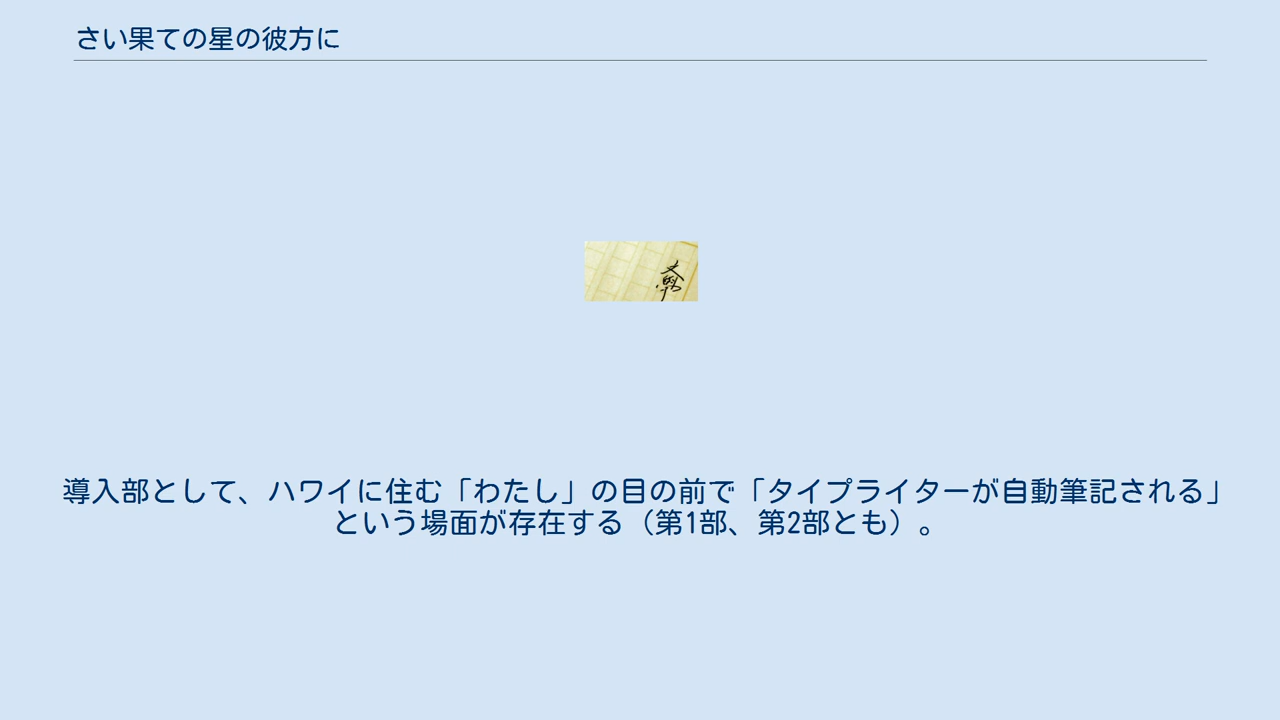 さい果ての星の彼方に
導入部として、ハワイに住む「わたし」の目の前で「タイプライターが自動筆記される」
という場面が存在する（第1部、第2部とも）。